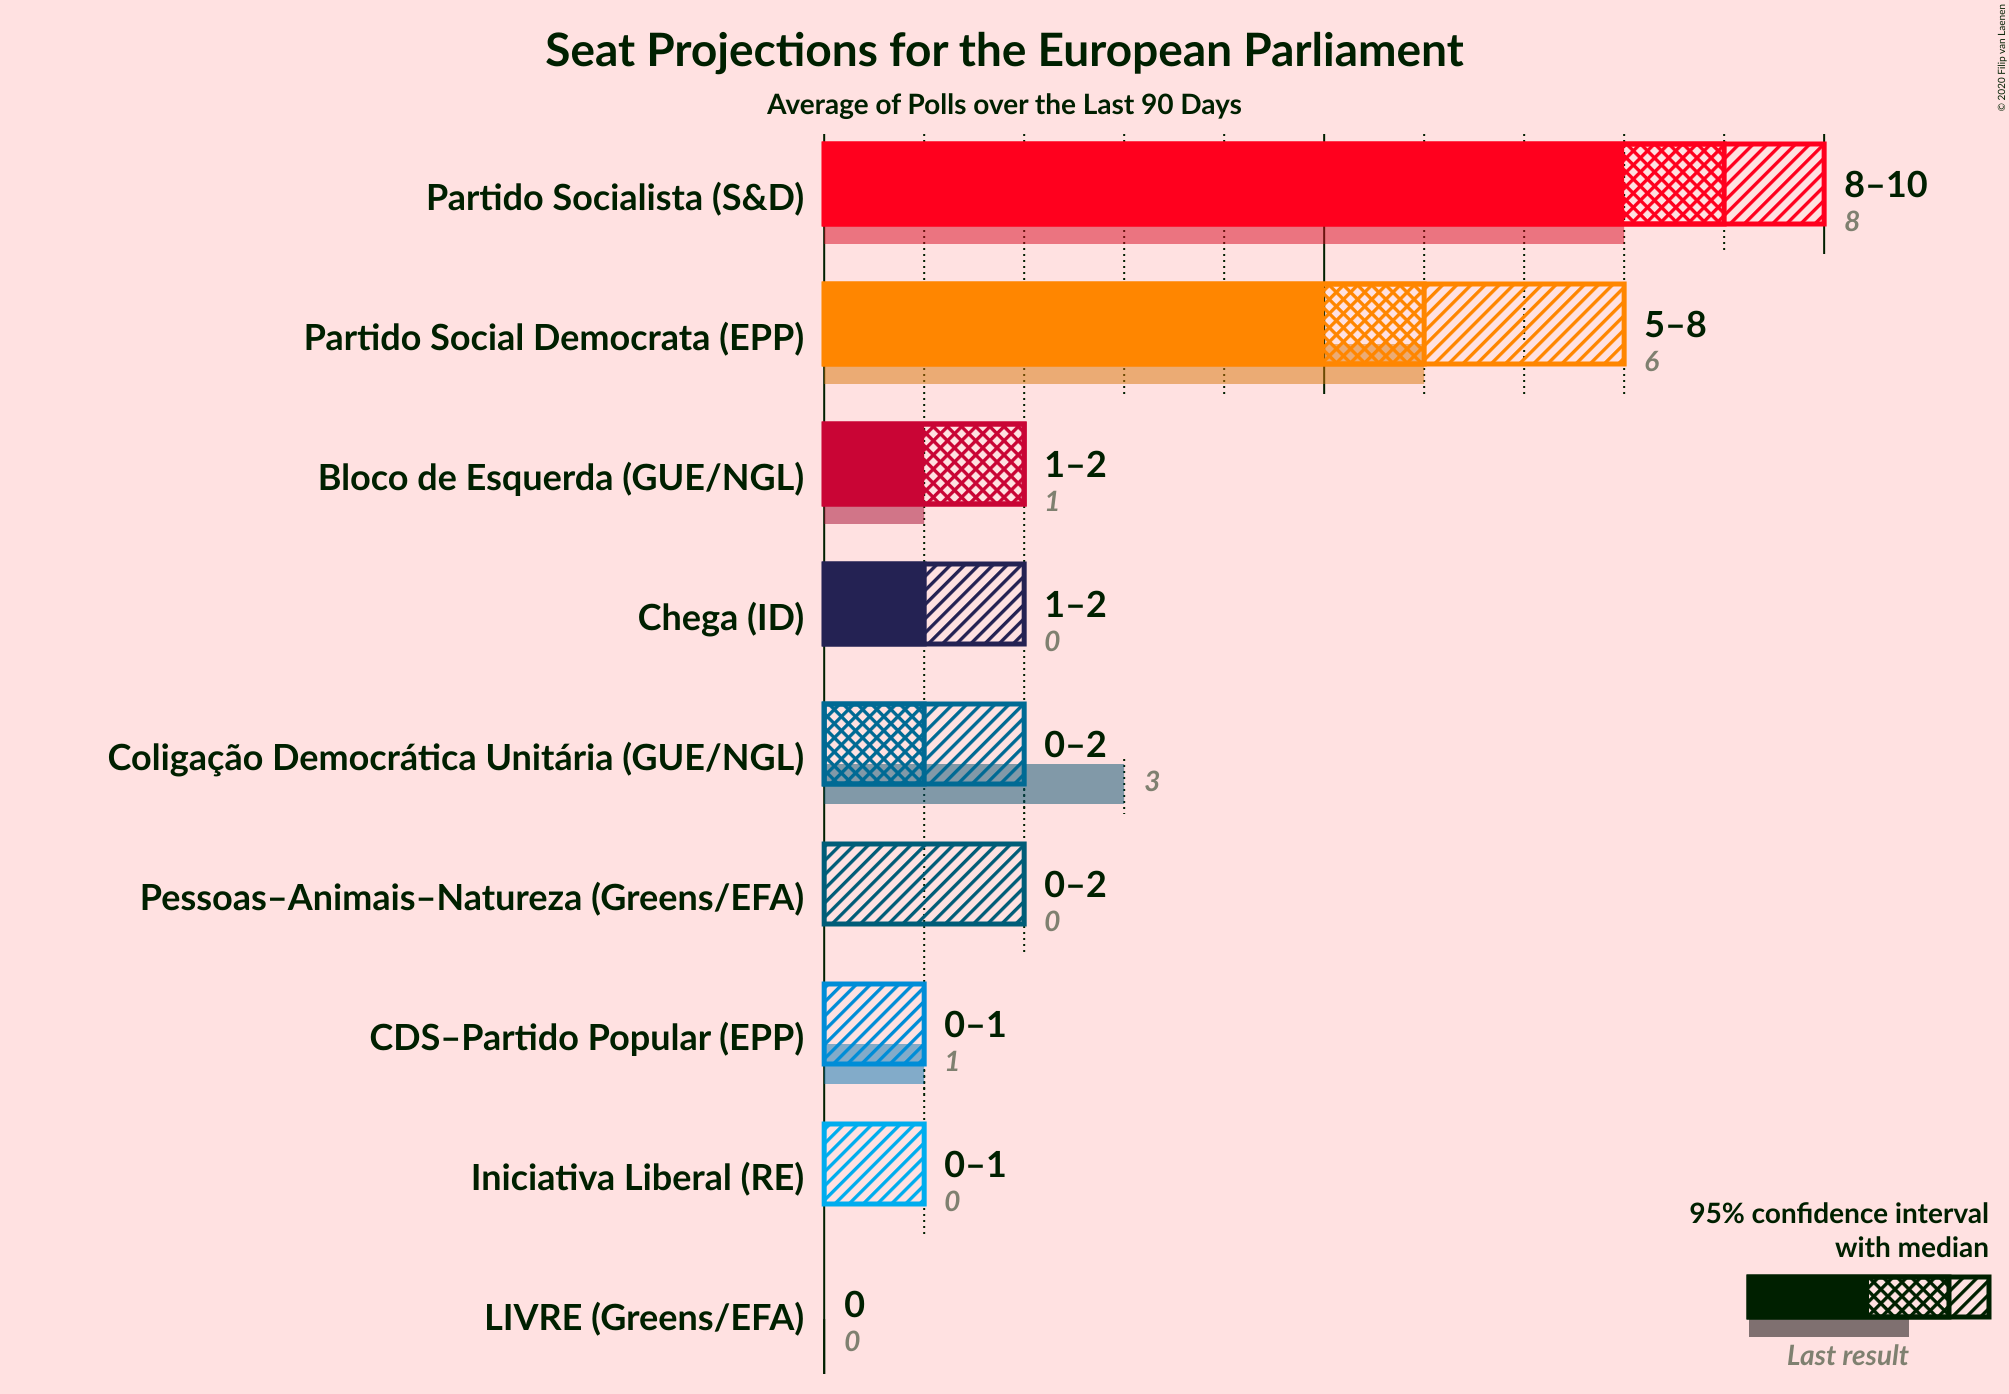 Seat Projections for the European Parliament
Average of Polls over the Last 90 Days
© 2020 Filip van Laenen
Partido Socialista (S&D)
8–10
8
Partido Social Democrata (EPP)
5–8
6
Bloco de Esquerda (GUE/NGL)
1–2
1
Chega (ID)
1–2
0
Coligação Democrática Unitária (GUE/NGL)
0–2
3
Pessoas–Animais–Natureza (Greens/EFA)
0–2
0
CDS–Partido Popular (EPP)
0–1
1
Iniciativa Liberal (RE)
0–1
0
LIVRE (Greens/EFA)
0
0
95% confidence interval
with median
Last result